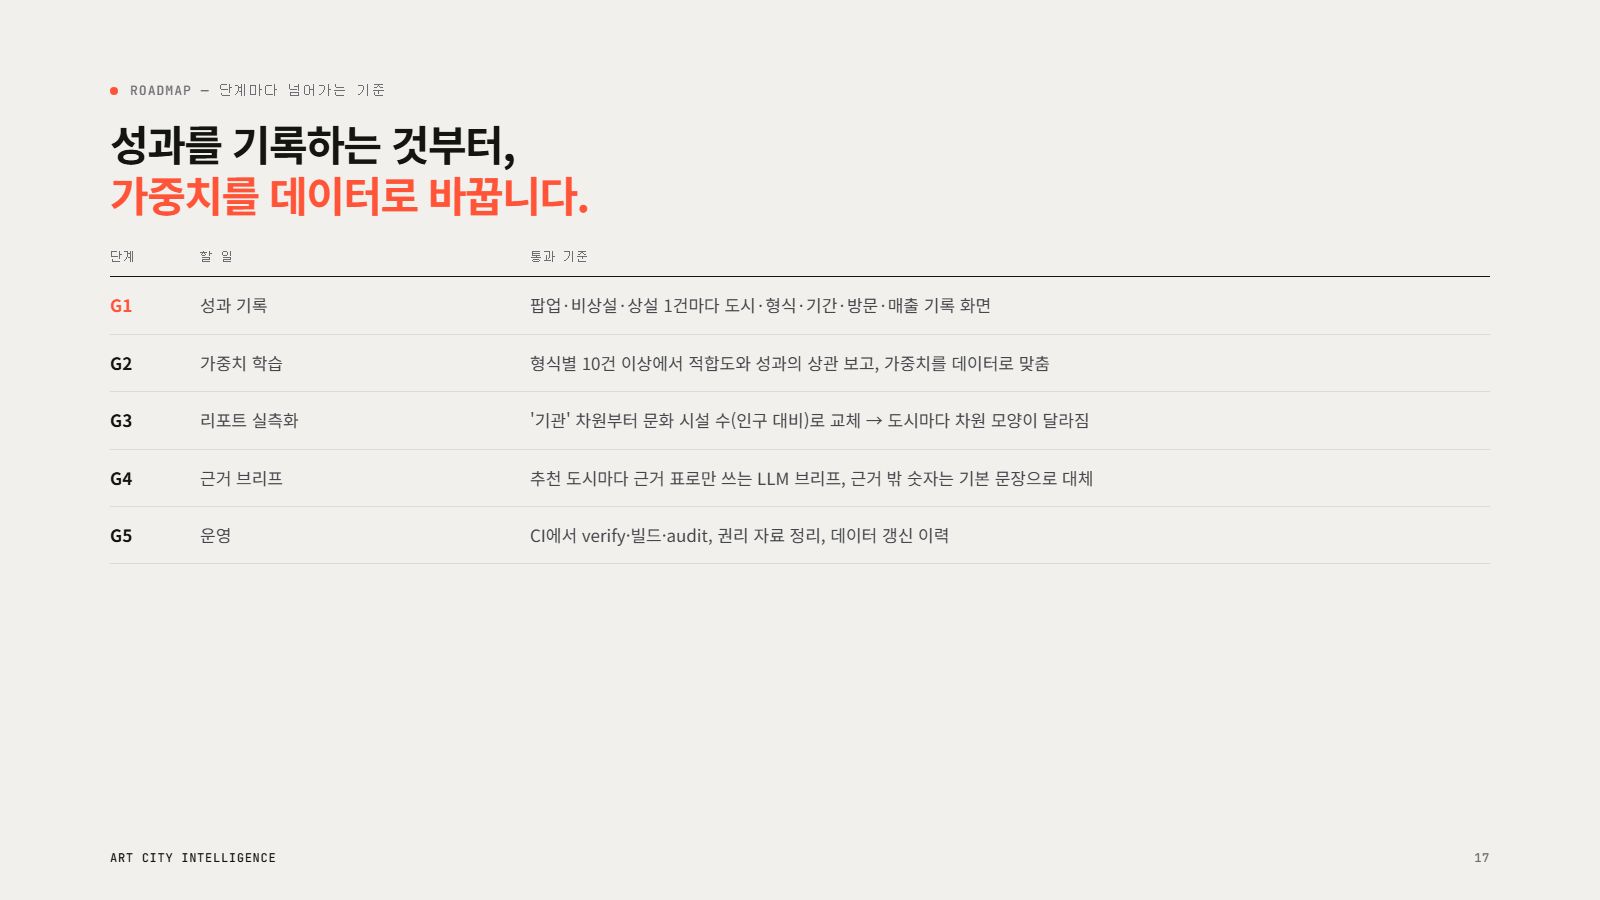 ROADMAP — 단계마다 넘어가는 기준
성과를 기록하는 것부터,
가중치를 데이터로 바꿉니다.
단계 할 일 통과 기준
G1 성과 기록 팝업·비상설·상설 1건마다 도시·형식·기간·방문·매출 기록 화면
G2 가중치 학습 형식별 10건 이상에서 적합도와 성과의 상관 보고, 가중치를 데이터로 맞춤
G3 리포트 실측화 '기관' 차원부터 문화 시설 수(인구 대비)로 교체 → 도시마다 차원 모양이 달라짐
G4 근거 브리프 추천 도시마다 근거 표로만 쓰는 LLM 브리프, 근거 밖 숫자는 기본 문장으로 대체
G5 운영 CI에서 verify·빌드·audit, 권리 자료 정리, 데이터 갱신 이력
ART CITY INTELLIGENCE 17